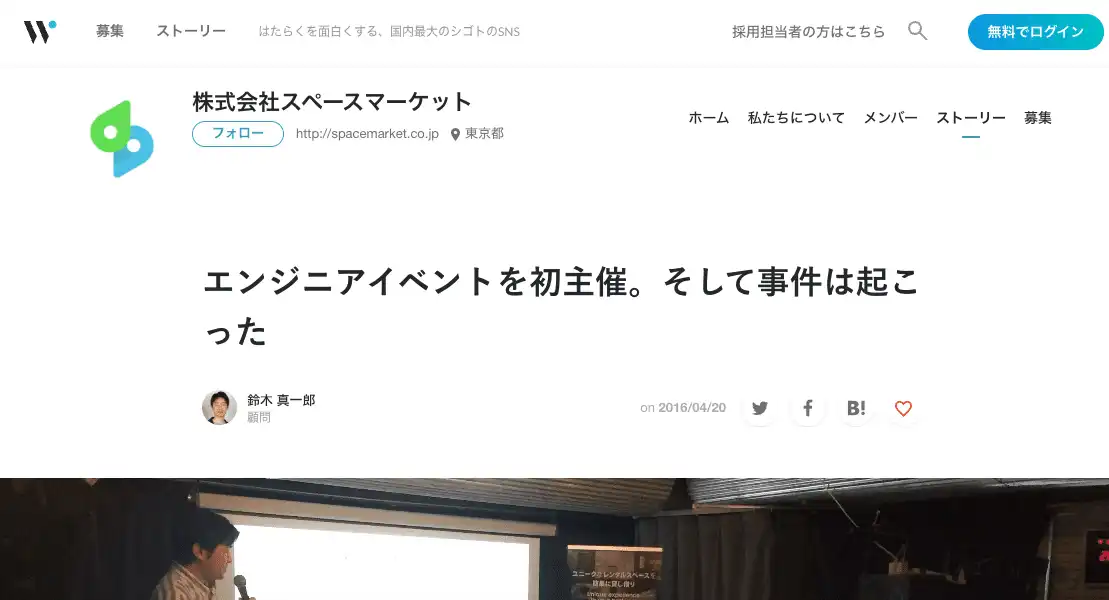 募集 ストーリー はたらくを面白くする、国内最大のシゴトのSNS 採用担当者の方はこちら 無料でログイン
株式会社スペースマーケット
フォロー http://spacemarket.co.jp 東京都
ホーム 私たちについて メンバー ストーリー 募集
エンジニアイベントを初主催。そして事件は起こ
った
鈴木 真一郎
顧問
on 2016/04/20
B!
ユニークなレンタルスペースを
簡単に貸し借り